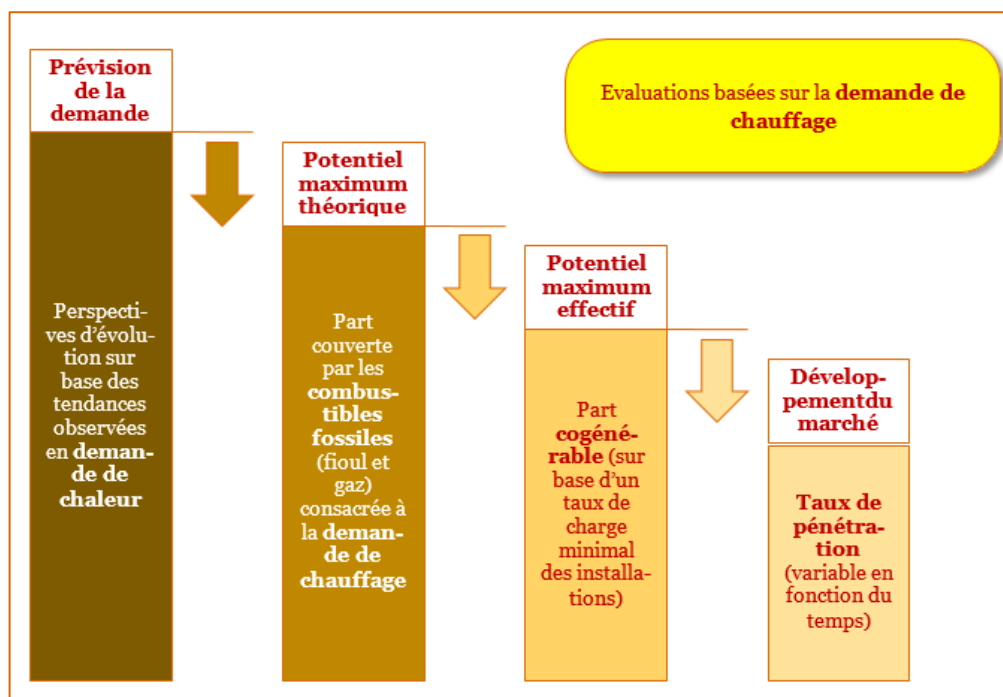 Prévision
de la
demande
Perspecti-
ves d’évolu-
tion sur
base des
tendances
observées
en deman-
de de
chaleur
Potentiel
maximum
théorique
Part
couverte
par les
combus-
tibles
fossiles
(fioul et
gaz)
consacrée à
la deman-
de de
chauffage
Evaluations basées sur la demande de
chauffage
Potentiel
maximum
effectif
Part
cogéné-
rable (sur
base d’un
taux de
charge
minimal
des installa-
tions)
Dévelop-
pementdu
marché
Taux de
pénétra-
tion
(variable en
fonction du
temps)